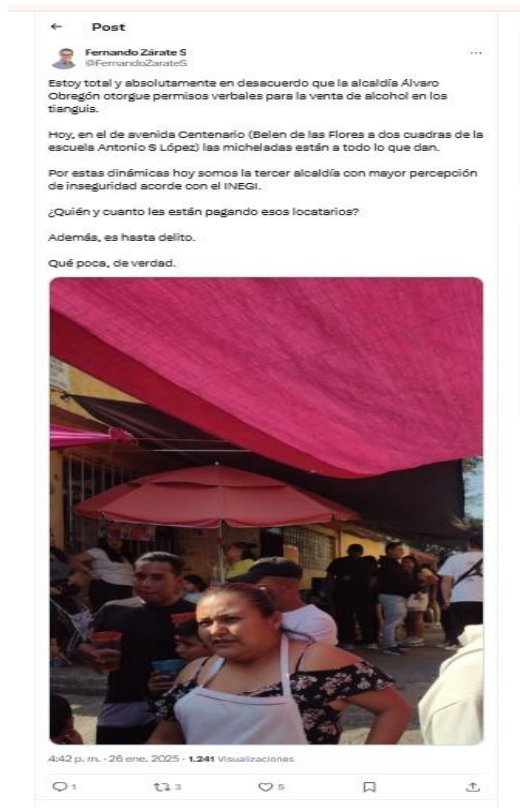 Post
Fernando Zárate S
@FernandoZarateS
Estoy total y absolutamente en desacuerdo que la alcaldía Álvaro
Obregón otorgue permisos verbales para la venta de alcohol en los
tianguis.
Hoy, en el de avenida Centenario (Belen de las Flores a dos cuadras de la
escuela Antonio S López) las micheladas están a todo lo que dan.
Por estas dinámicas hoy somos la tercer alcaldía con mayor percepción
de inseguridad acorde con el INEGI.
¿Quién y cuanto les están pagando esos locatarios?
Además, es hasta delito.
Qué poca, de verdad.
4:42 p. m. · 26 ene. 2025 · 1.241 Visualizaciones
1 3 5